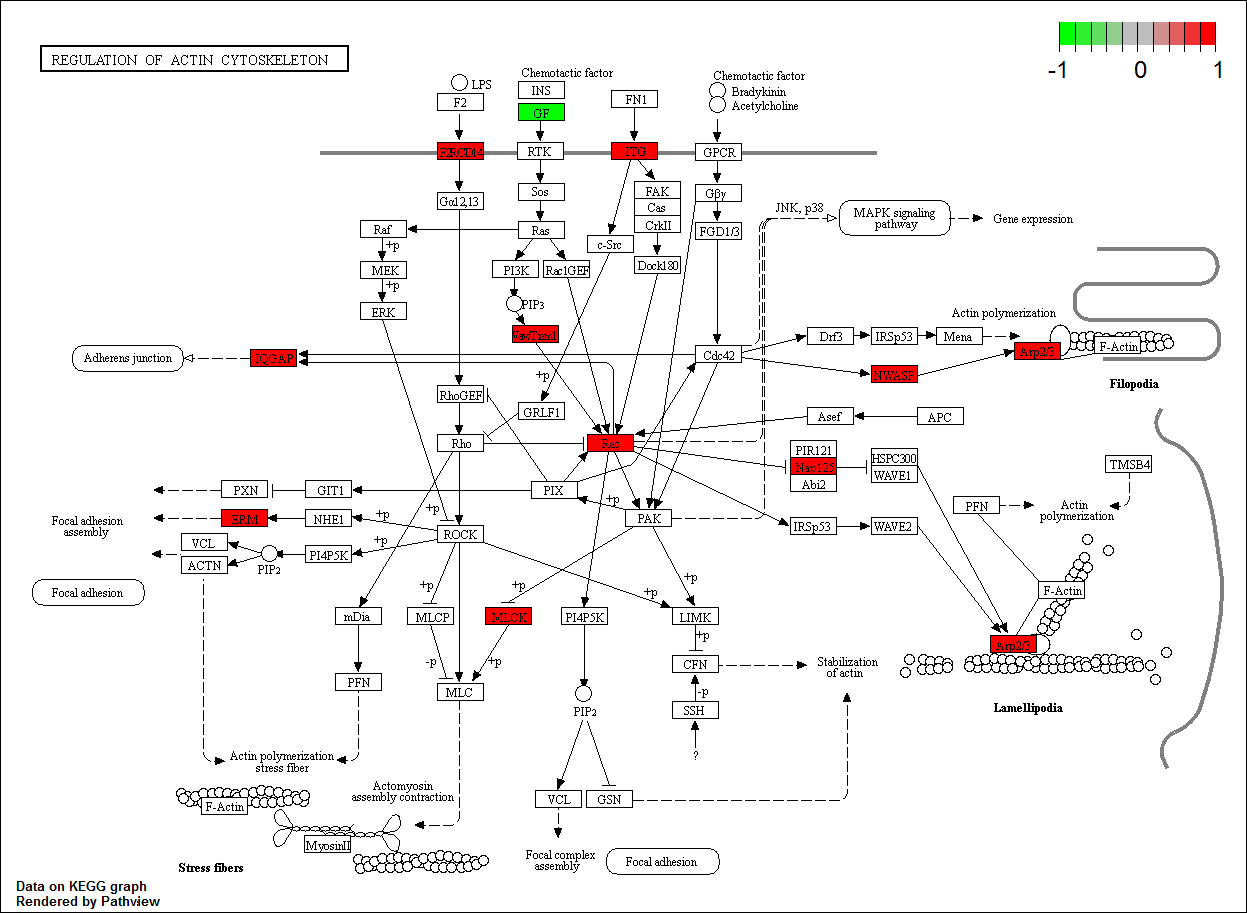 REGULATION OF ACTIN CYTOSKELETON
-1 0 1
Chemotactic factor
LPS
F2
INS
GF
FN1
Chemotactic factor
Bradykinin
Acetylcholine
F2RCD14
RTK
ITG
GPCR
Gα12,13
Sos
FAK
Cas
CrkII
Gβγ
JNK, p38
MAPK signaling
pathway
Gene expression
Raf
+p
Ras
c-Src
FGD1/3
MEK
+p
PI3K
Rac1GEF
Dock180
ERK
PIP3
Vav/Tiam1
Actin polymerization
Drf3
IRSp53
Mena
Arp2/3
F-Actin
Adherens junction
IQGAP
Cdc42
+p
NWASP
Filopodia
RhoGEF
GRLF1
Asef
APC
Rho
Rac
PIR121
Nap125
Abi2
HSPC300
WAVE1
TMSB4
PXN
GIT1
PIX
+p
PFN
Actin
polymerization
Focal adhesion
assembly
ERM
NHE1
+p
+p
PAK
IRSp53
WAVE2
VCL
ACTN
PIP2
PI4P5K
+p
ROCK
Focal adhesion
+p
+p
+p
+p
F-Actin
mDia
MLCP
MLCK
PI4P5K
LIMK
+p
Arp2/3
-p
+p
CFN
Stabilization
of actin
PFN
MLC
-p
SSH
PIP2
Lamellipodia
?
Actin polymerization
stress fiber
Actomyosin
assembly contraction
F-Actin
VCL
GSN
MyosinII
Stress fibers
Focal complex
assembly
Focal adhesion
Data on KEGG graph
Rendered by Pathview